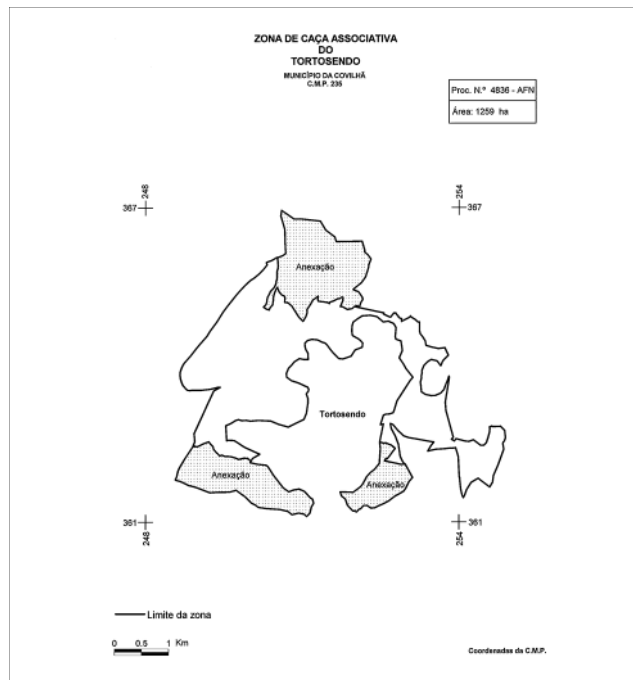 ZONA DE CAÇA ASSOCIATIVA
DO
TORTOSENDO
MUNICÍPIO DA COVILHÃ
C.M.P. 235
Proc. N.º 4836 - AFN
Área: 1259 ha
248
367
254
367
Anexação
Tortosendo
Anexação
Anexação
361
248
361
254
Limite da zona
0 0.5 1 Km
Coordenadas da C.M.P.